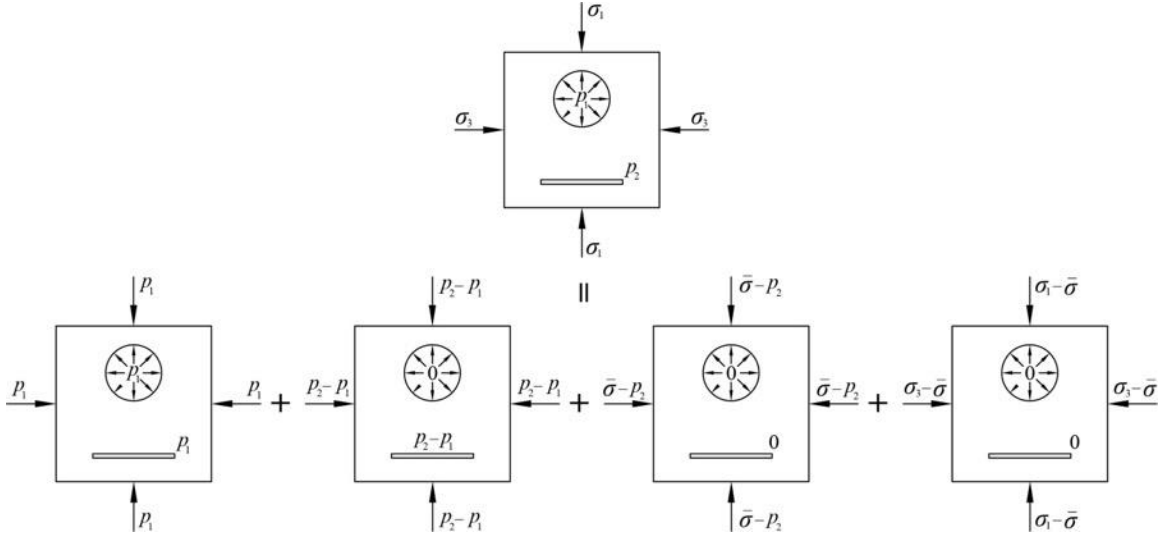 σ₁
p₁
σ₃ σ₃
p₂
σ₁
=
p₁ p₂−p₁ σ̄−p₂ σ₁−σ̄
p₁ 0 0 0
p₁ p₁ + p₂−p₁ p₂−p₁ + σ̄−p₂ σ̄−p₂ + σ₃−σ̄ σ₃−σ̄
p₁ p₂−p₁ 0 0
p₁ p₂−p₁ σ̄−p₂ σ₁−σ̄